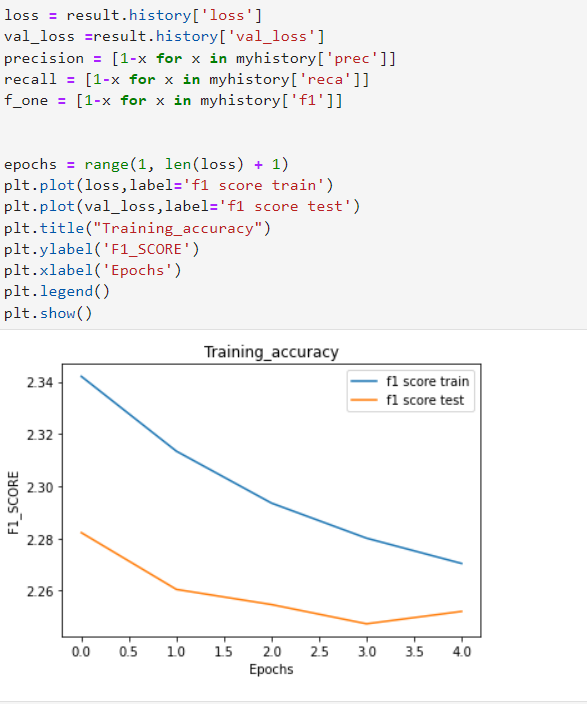 loss = result.history['loss']
val_loss =result.history['val_loss']
precision = [1-x for x in myhistory['prec']]
recall = [1-x for x in myhistory['reca']]
f_one = [1-x for x in myhistory['f1']]
epochs = range(1, len(loss) + 1)
plt.plot(loss,label='f1 score train')
plt.plot(val_loss,label='f1 score test')
plt.title("Training_accuracy")
plt.ylabel('F1_SCORE')
plt.xlabel('Epochs')
plt.legend()
plt.show()
Training_accuracy
f1 score train
f1 score test
F1_SCORE
2.34
2.32
2.30
2.28
2.26
0.0 0.5 1.0 1.5 2.0 2.5 3.0 3.5 4.0
Epochs